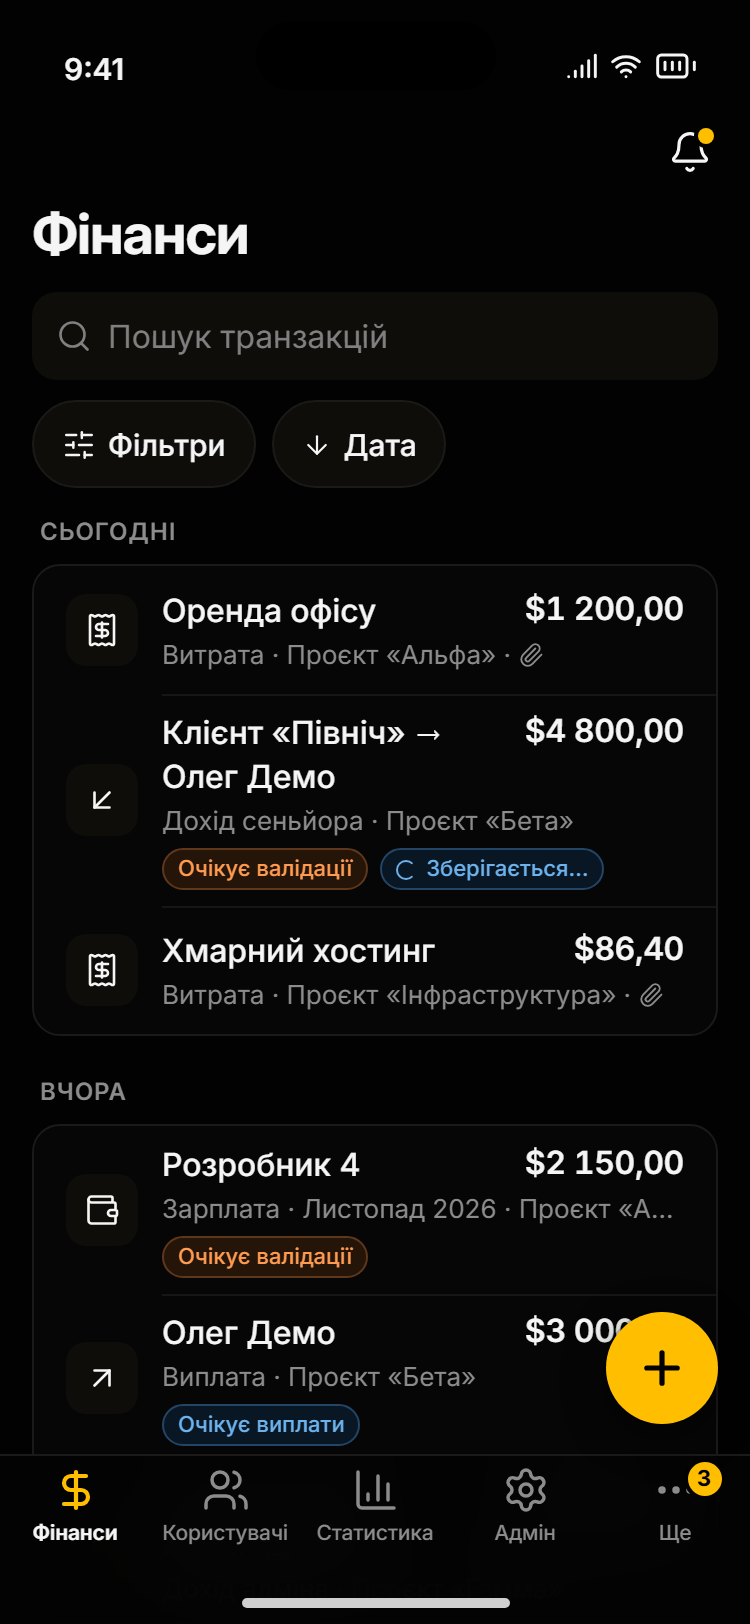 9:41
Фінанси
Пошук транзакцій
Фільтри
Дата
СЬОГОДНІ
Оренда офісу
$1 200,00
Витрата · Проєкт «Альфа» ·
Клієнт «Північ» →
$4 800,00
Олег Демо
Дохід сеньйора · Проєкт «Бета»
Очікує валідації
Зберігається...
Хмарний хостинг
$86,40
Витрата · Проєкт «Інфраструктура» ·
ВЧОРА
Розробник 4
$2 150,00
Зарплата · Листопад 2026 · Проєкт «А...
Очікує валідації
Олег Демо
$3 000
Виплата · Проєкт «Бета»
Очікує виплати
3
Фінанси
Користувачі
Статистика
Адмін
Ще